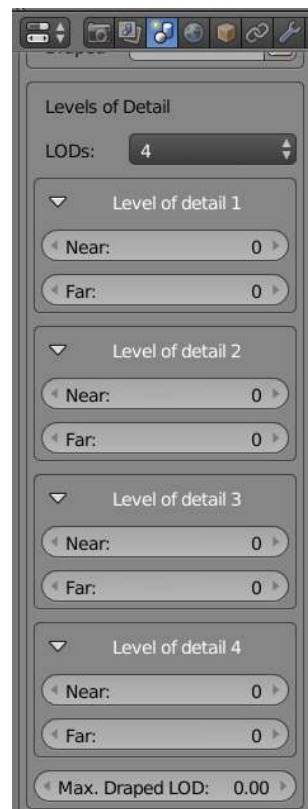 Levels of Detail
LODs: 4
Level of detail 1
Near: 0
Far: 0
Level of detail 2
Near: 0
Far: 0
Level of detail 3
Near: 0
Far: 0
Level of detail 4
Near: 0
Far: 0
Max. Draped LOD: 0.00